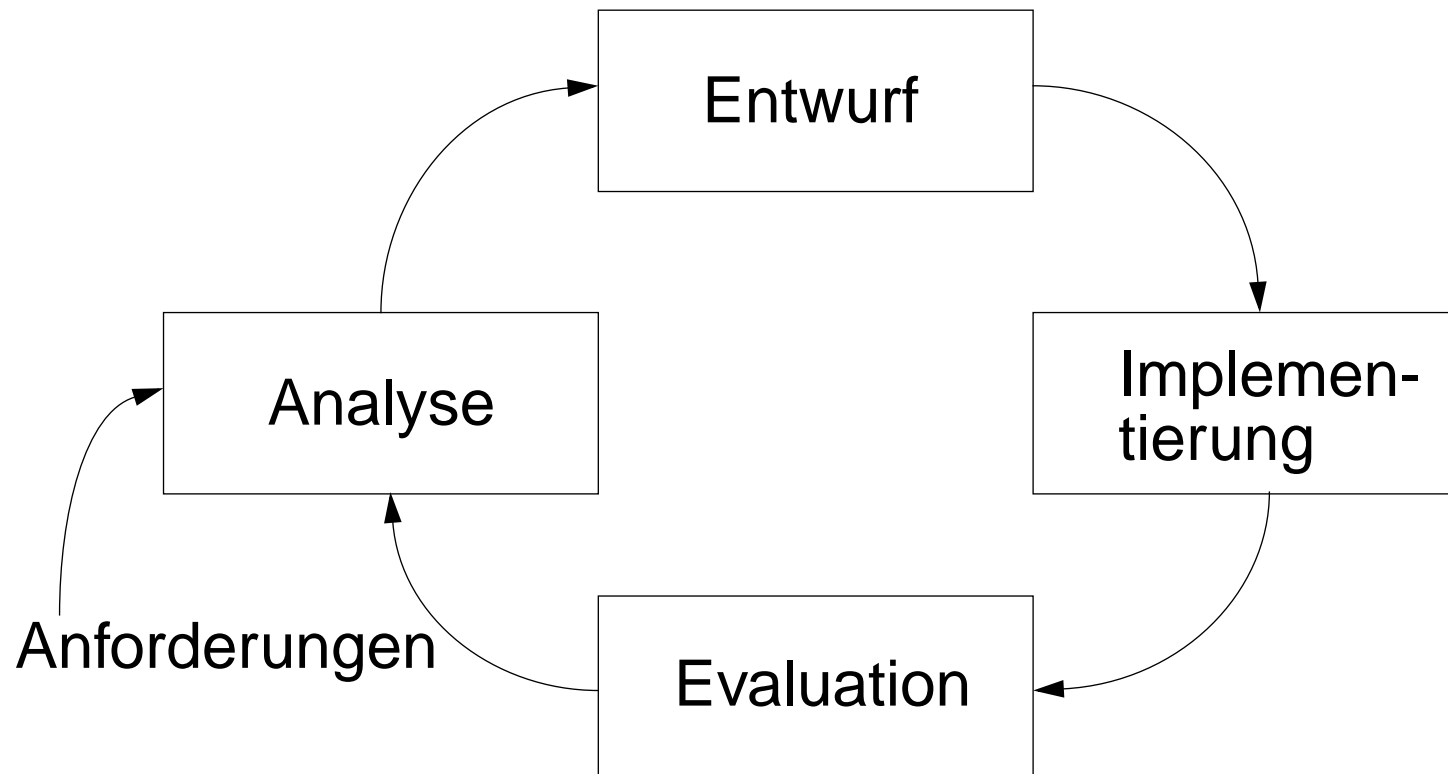 Entwurf
Analyse
Implemen-
tierung
Anforderungen
Evaluation